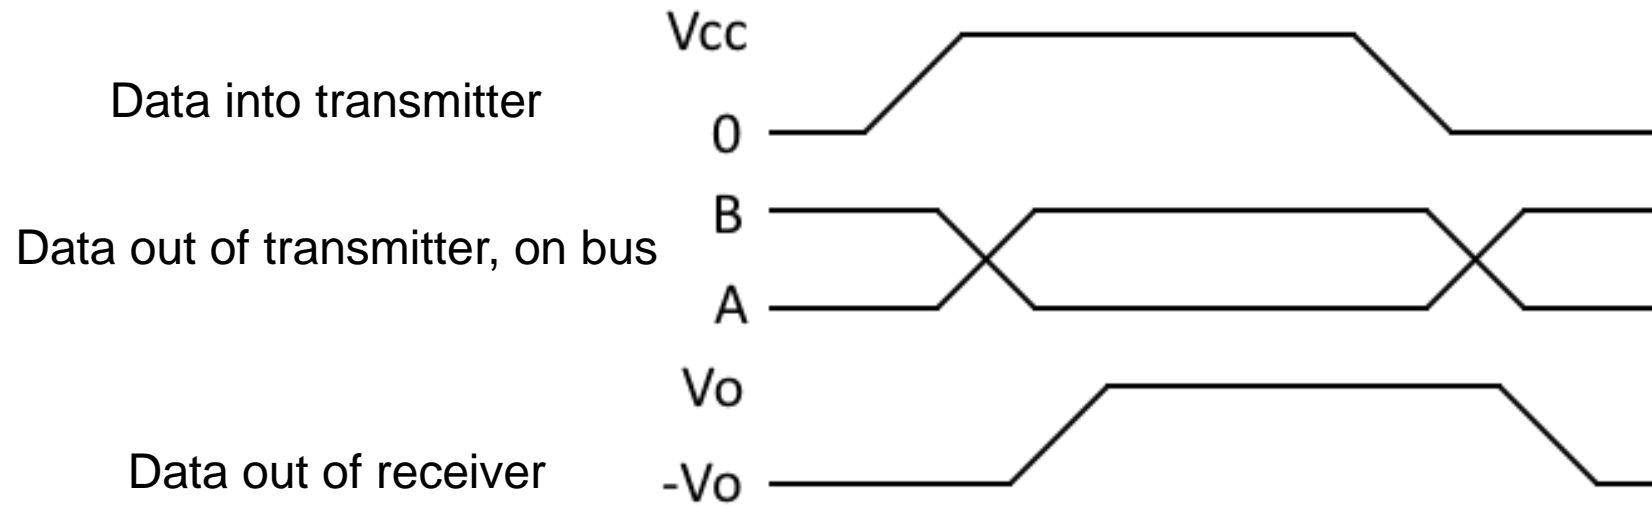 Vcc
Data into transmitter
0
B
Data out of transmitter, on bus
A
Vo
Data out of receiver
-Vo